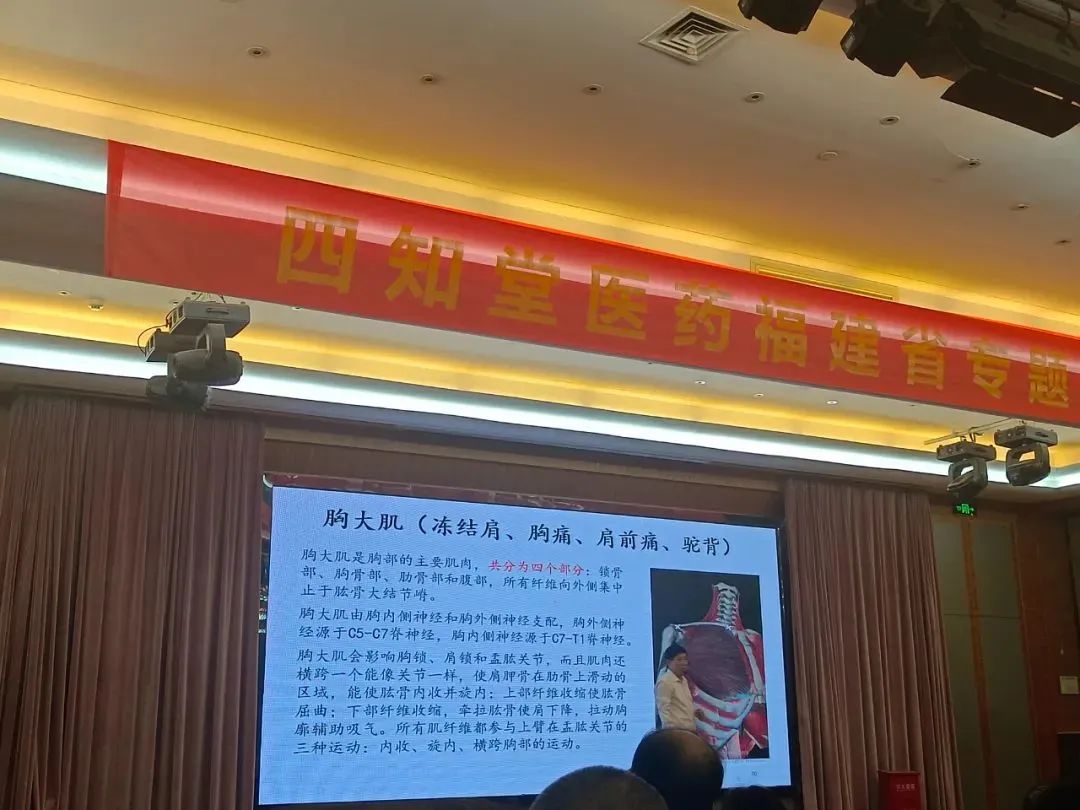 四知堂医药福建省专题
胸大肌（冻结肩、胸痛、肩前痛、驼背）
胸大肌是胸部的主要肌肉，共分为四个部分：锁骨
部、胸骨部、肋骨部和腹部，所有纤维向外侧集中
止于肱骨大结节嵴。
胸大肌由胸内侧神经和胸外侧神经支配，胸外侧神
经源于C5-C7脊神经，胸内侧神经源于C7-T1脊神经。
胸大肌会影响胸锁、肩锁和盂肱关节，而且肌肉还
横跨一个能像关节一样，使肩胛骨在肋骨上滑动的
区域，能使肱骨内收并旋内；上部纤维收缩使肱骨
屈曲；下部纤维收缩，牵拉肱骨使肩下降，拉动胸
廓辅助吸气。所有肌纤维都参与上臂在盂肱关节的
三种运动：内收、旋内、横跨胸部的运动。